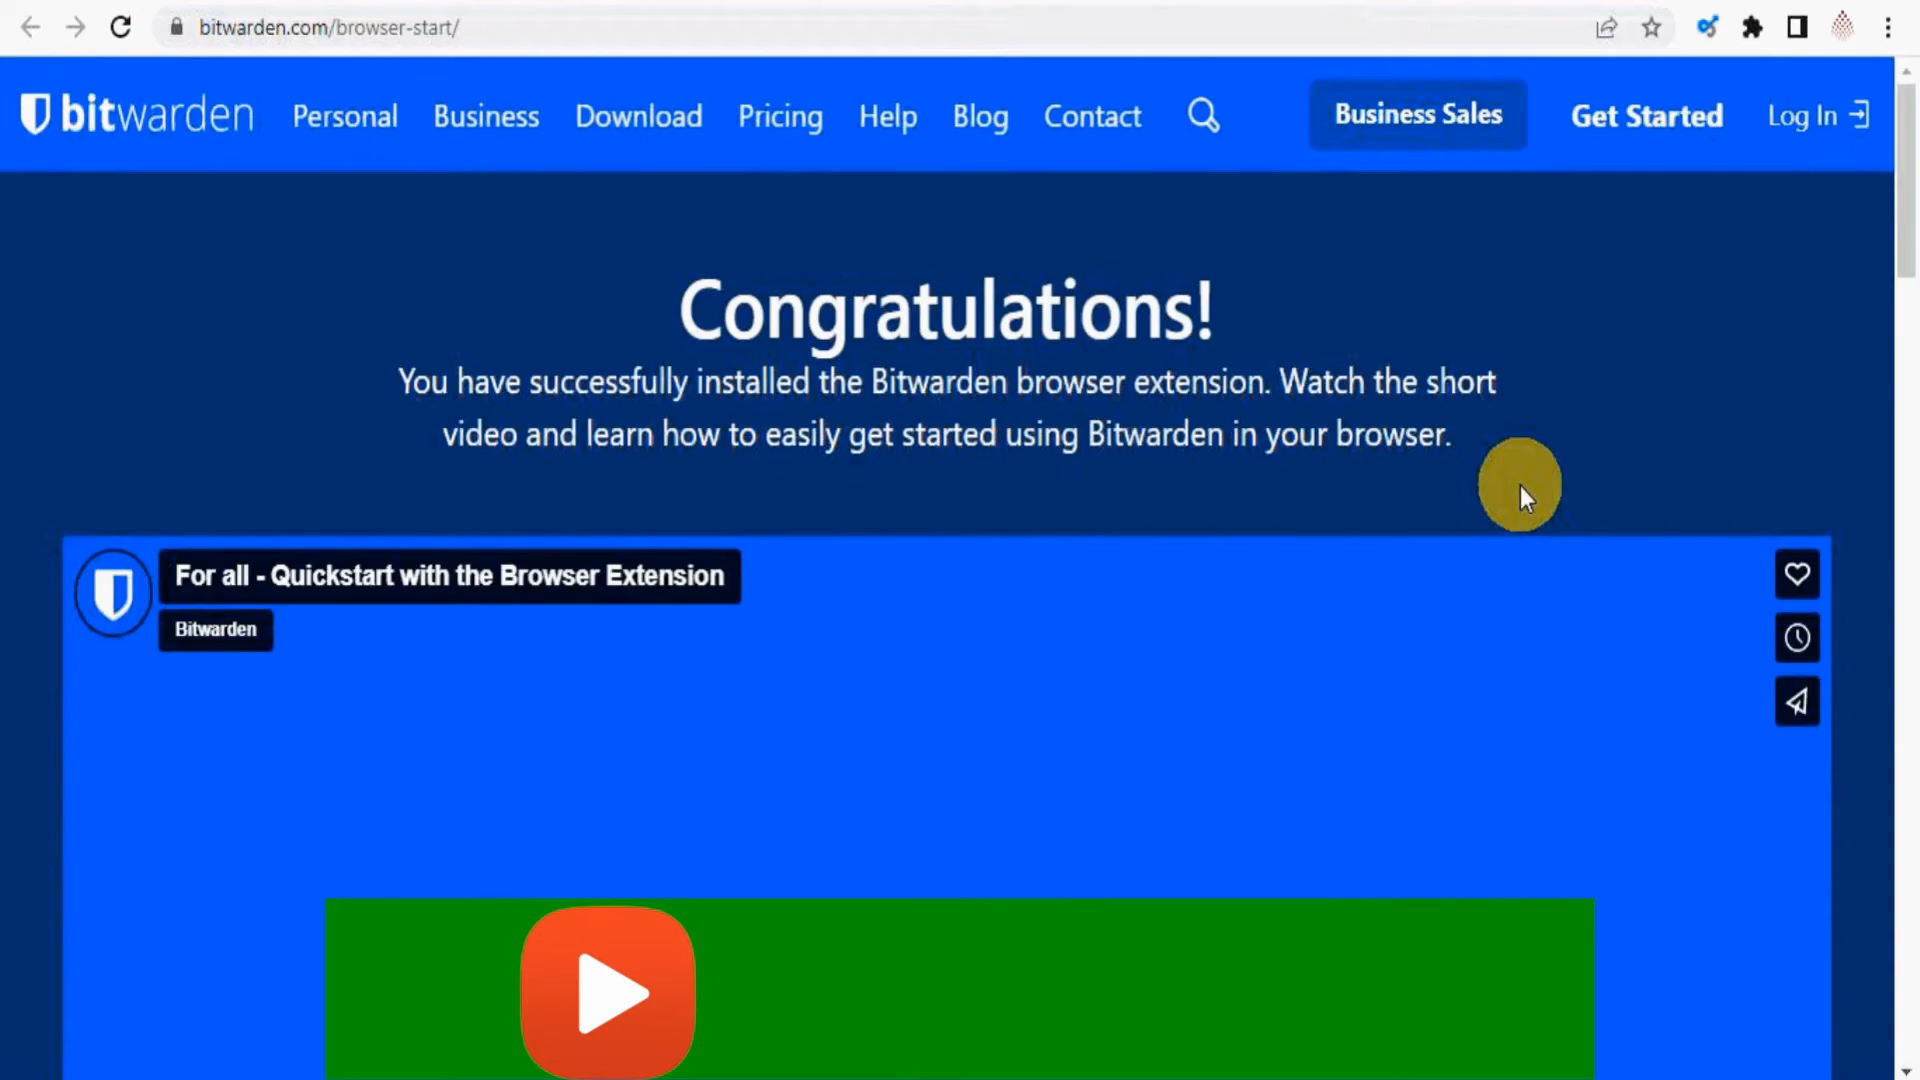 bitwarden.com/browser-start/
bitwarden Personal Business Download Pricing Help Blog Contact Business Sales Get Started Log In
Congratulations!
You have successfully installed the Bitwarden browser extension. Watch the short
video and learn how to easily get started using Bitwarden in your browser.
For all - Quickstart with the Browser Extension
Bitwarden